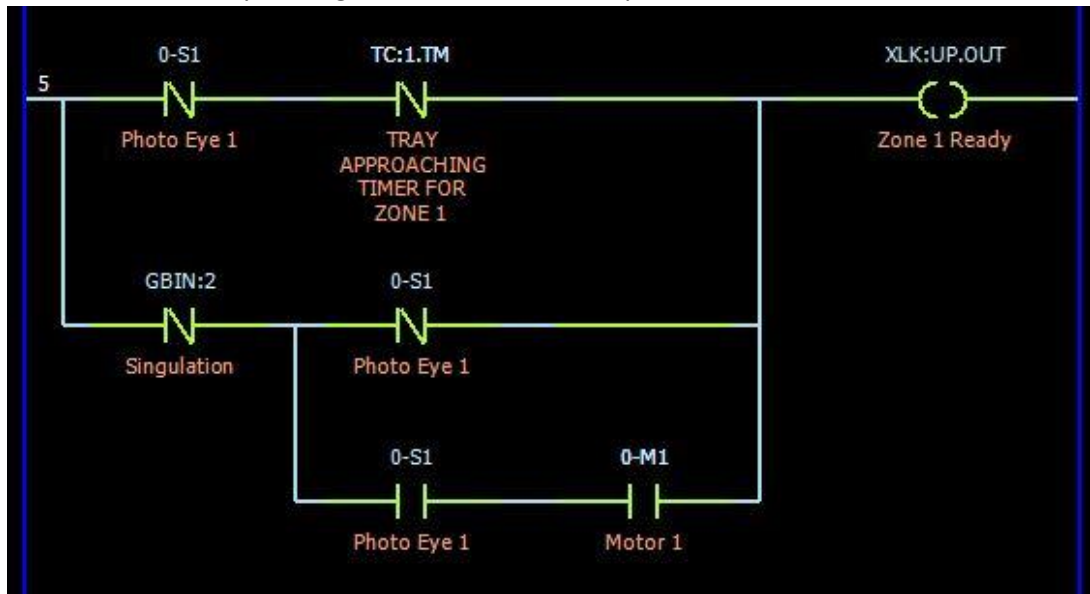 0-S1 TC:1.TM XLK:UP.OUT
5
Photo Eye 1 TRAY Zone 1 Ready
APPROACHING
TIMER FOR
ZONE 1
GBIN:2 0-S1
Singulation Photo Eye 1
0-S1 0-M1
Photo Eye 1 Motor 1